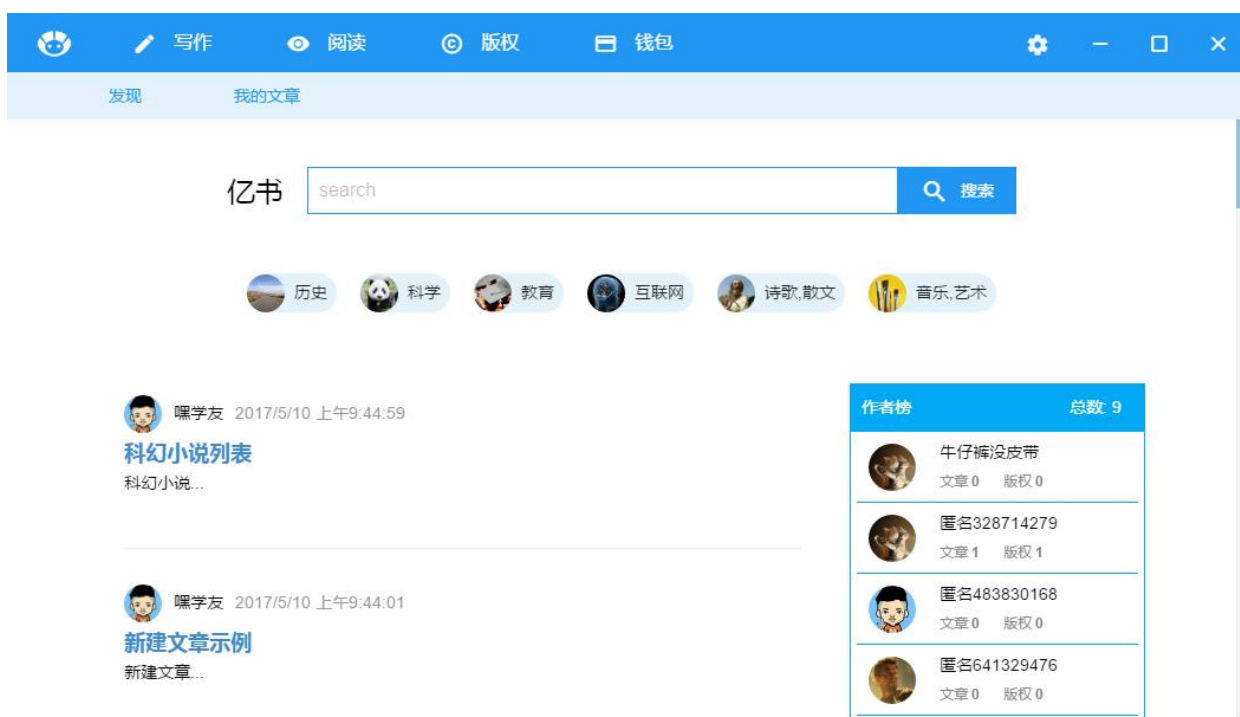 写作 阅读 版权 钱包
发现 我的文章
亿书 search 搜索
历史 科学 教育 互联网 诗歌,散文 音乐,艺术
嘿学友 2017/5/10 上午9:44:59
科幻小说列表
科幻小说...
嘿学友 2017/5/10 上午9:44:01
新建文章示例
新建文章...
作者榜 总数: 9
牛仔裤没皮带
文章 0 版权 0
匿名328714279
文章 1 版权 1
匿名483830168
文章 0 版权 0
匿名641329476
文章 0 版权 0